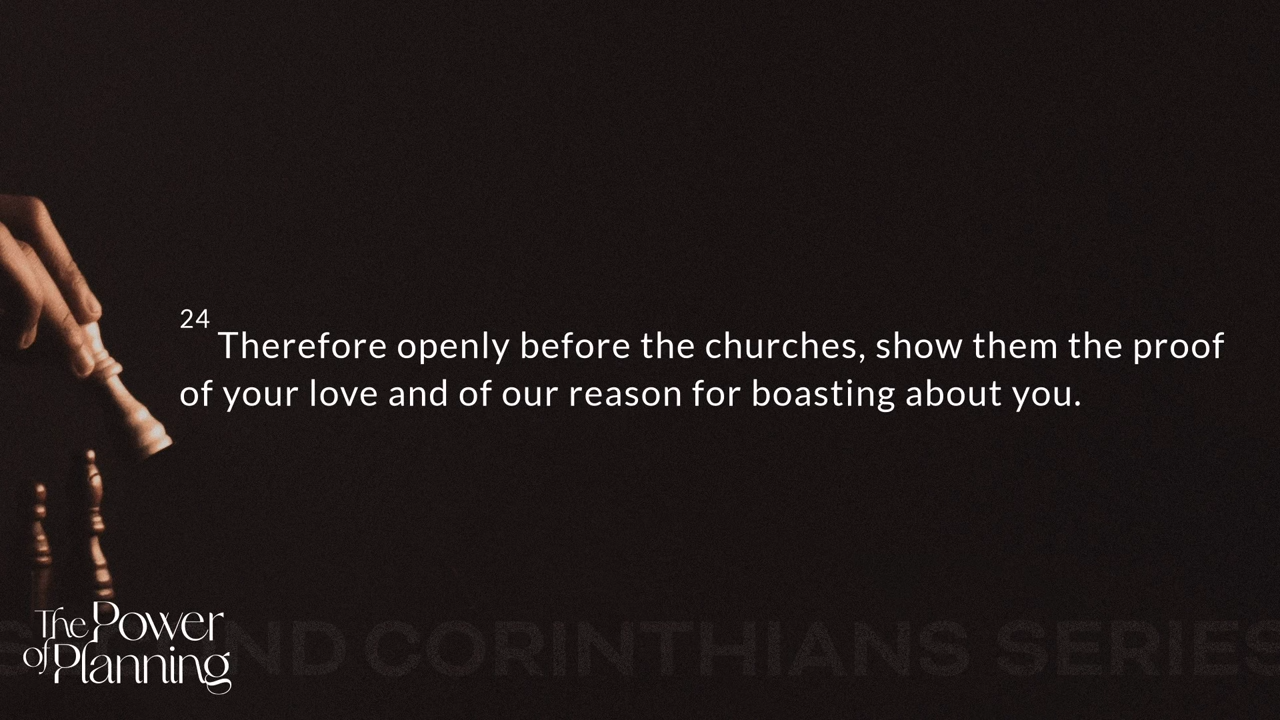 24
Therefore openly before the churches, show them the proof
of your love and of our reason for boasting about you.
The Power
of Planning
ND CORINTHIANS SERIES